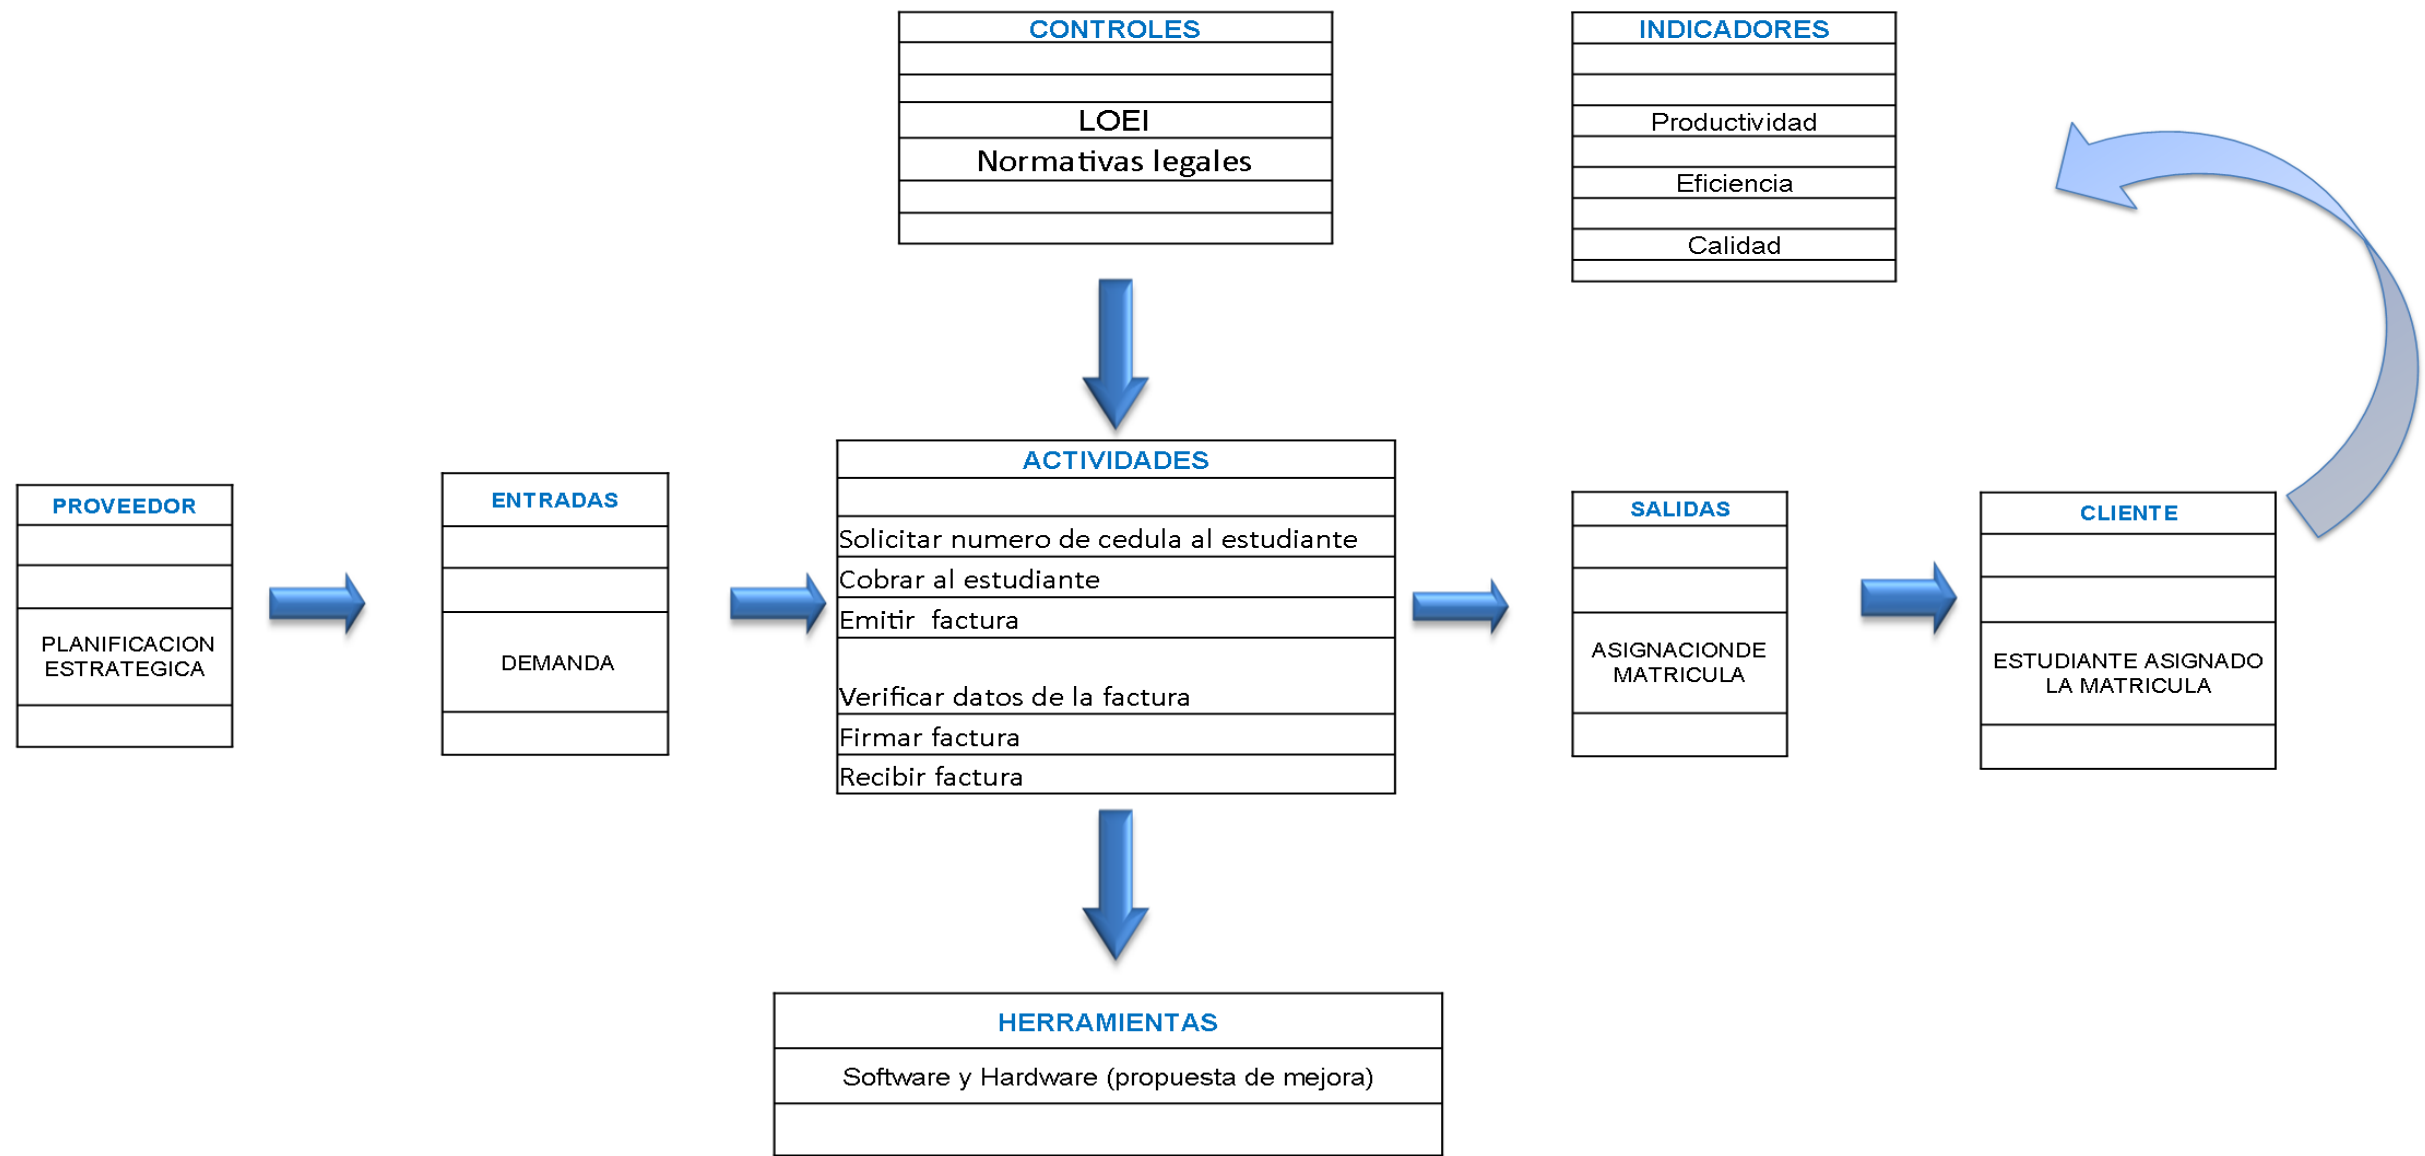 CONTROLES
LOEI
Normativas legales
INDICADORES
Productividad
Eficiencia
Calidad
PROVEEDOR
PLANIFICACION
ESTRATEGICA
ENTRADAS
DEMANDA
ACTIVIDADES
Solicitar numero de cedula al estudiante
Cobrar al estudiante
Emitir factura
Verificar datos de la factura
Firmar factura
Recibir factura
SALIDAS
ASIGNACIONDE
MATRICULA
CLIENTE
ESTUDIANTE ASIGNADO
LA MATRICULA
HERRAMIENTAS
Software y Hardware (propuesta de mejora)